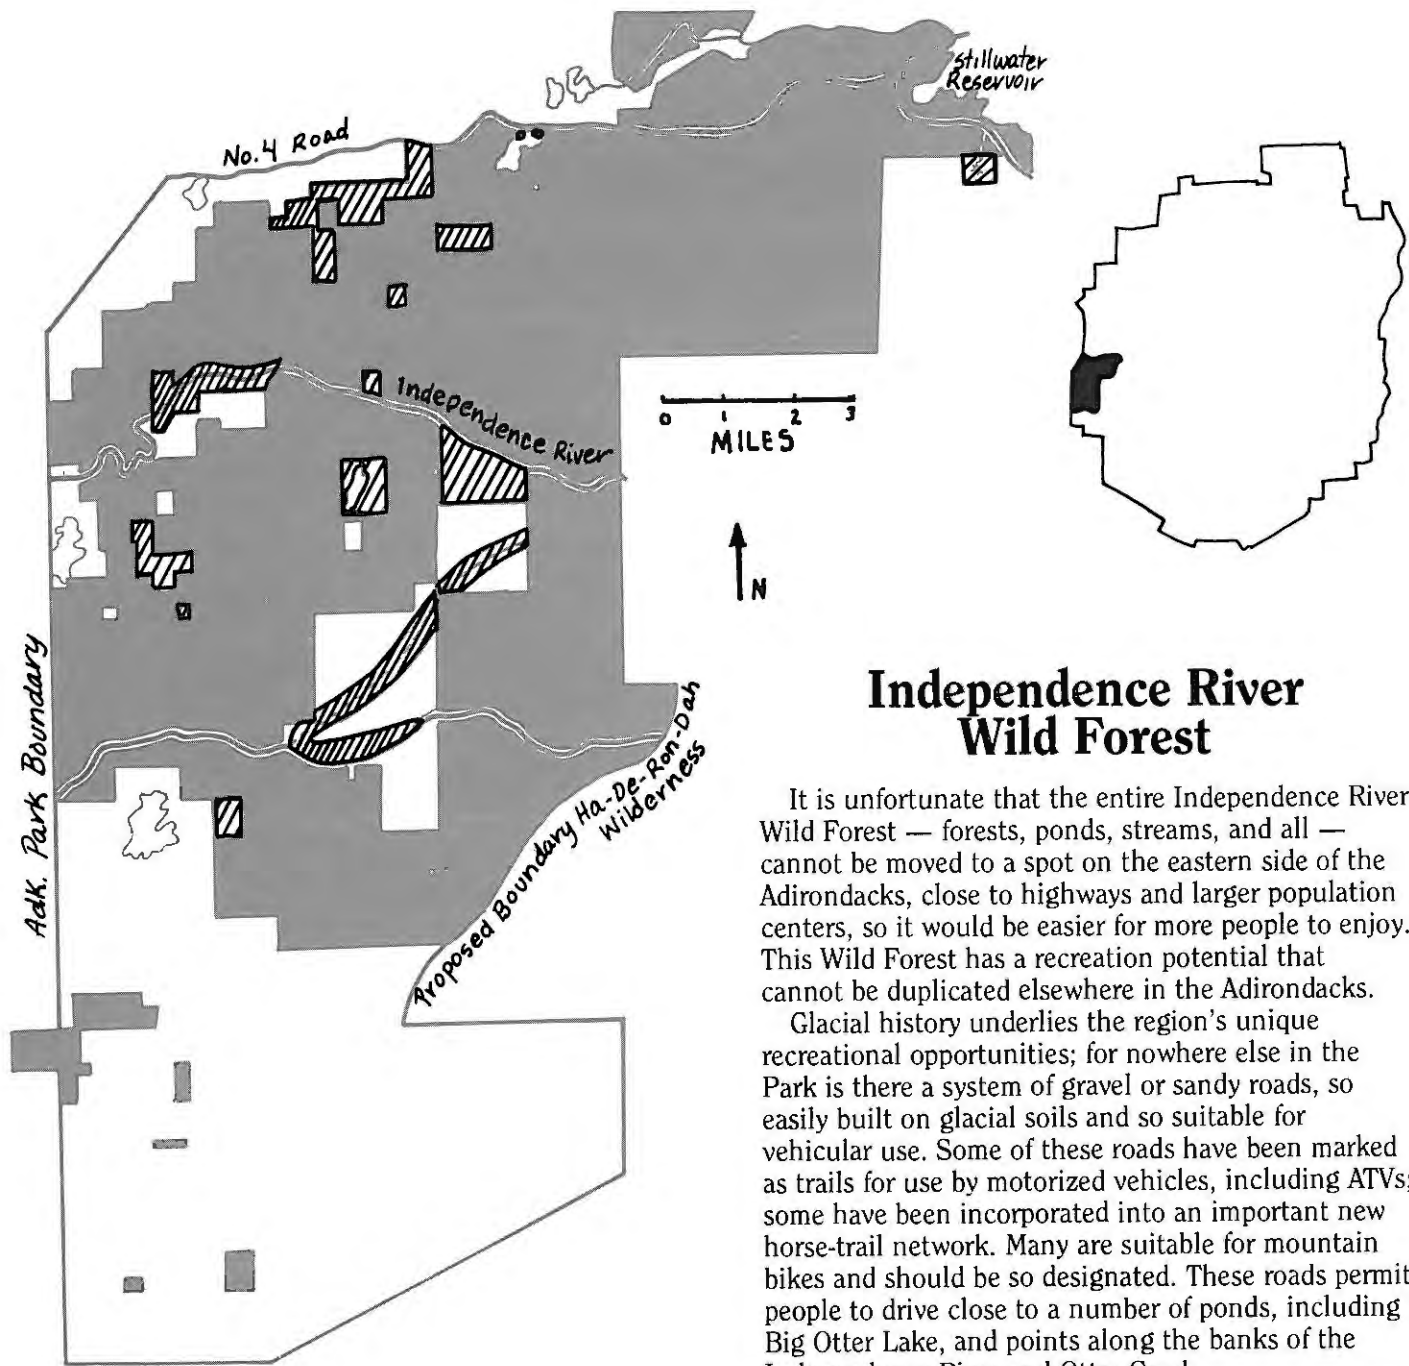 Stillwater
Reservoir
No. 4 Road
Independence River
0 1 2 3
MILES
N
Adk. Park Boundary
Proposed Boundary Ha-De-Ron-Dah
Wilderness
Independence River
Wild Forest
It is unfortunate that the entire Independence River
Wild Forest — forests, ponds, streams, and all —
cannot be moved to a spot on the eastern side of the
Adirondacks, close to highways and larger population
centers, so it would be easier for more people to enjoy.
This Wild Forest has a recreation potential that
cannot be duplicated elsewhere in the Adirondacks.
Glacial history underlies the region's unique
recreational opportunities; for nowhere else in the
Park is there a system of gravel or sandy roads, so
easily built on glacial soils and so suitable for
vehicular use. Some of these roads have been marked
as trails for use by motorized vehicles, including ATVs;
some have been incorporated into an important new
horse-trail network. Many are suitable for mountain
bikes and should be so designated. These roads permit
people to drive close to a number of ponds, including
Big Otter Lake, and points along the banks of the